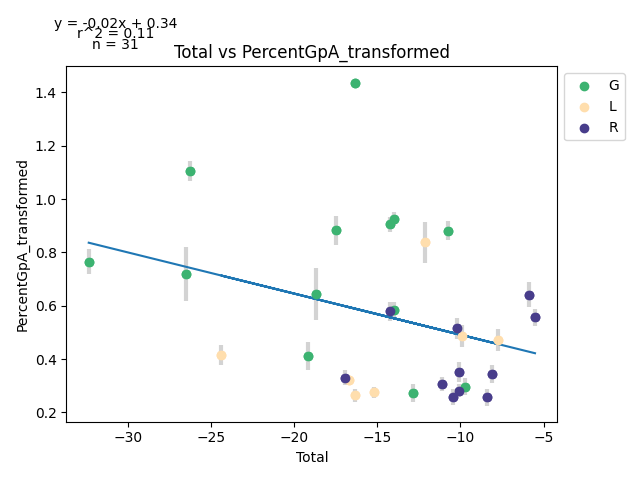 y = -0.02x + 0.34
r^2 = 0.11
n = 31
Total vs PercentGpA_transformed
G
L
R
PercentGpA_transformed
1.4
1.2
1.0
0.8
0.6
0.4
0.2
−30
−25
−20
−15
−10
−5
Total